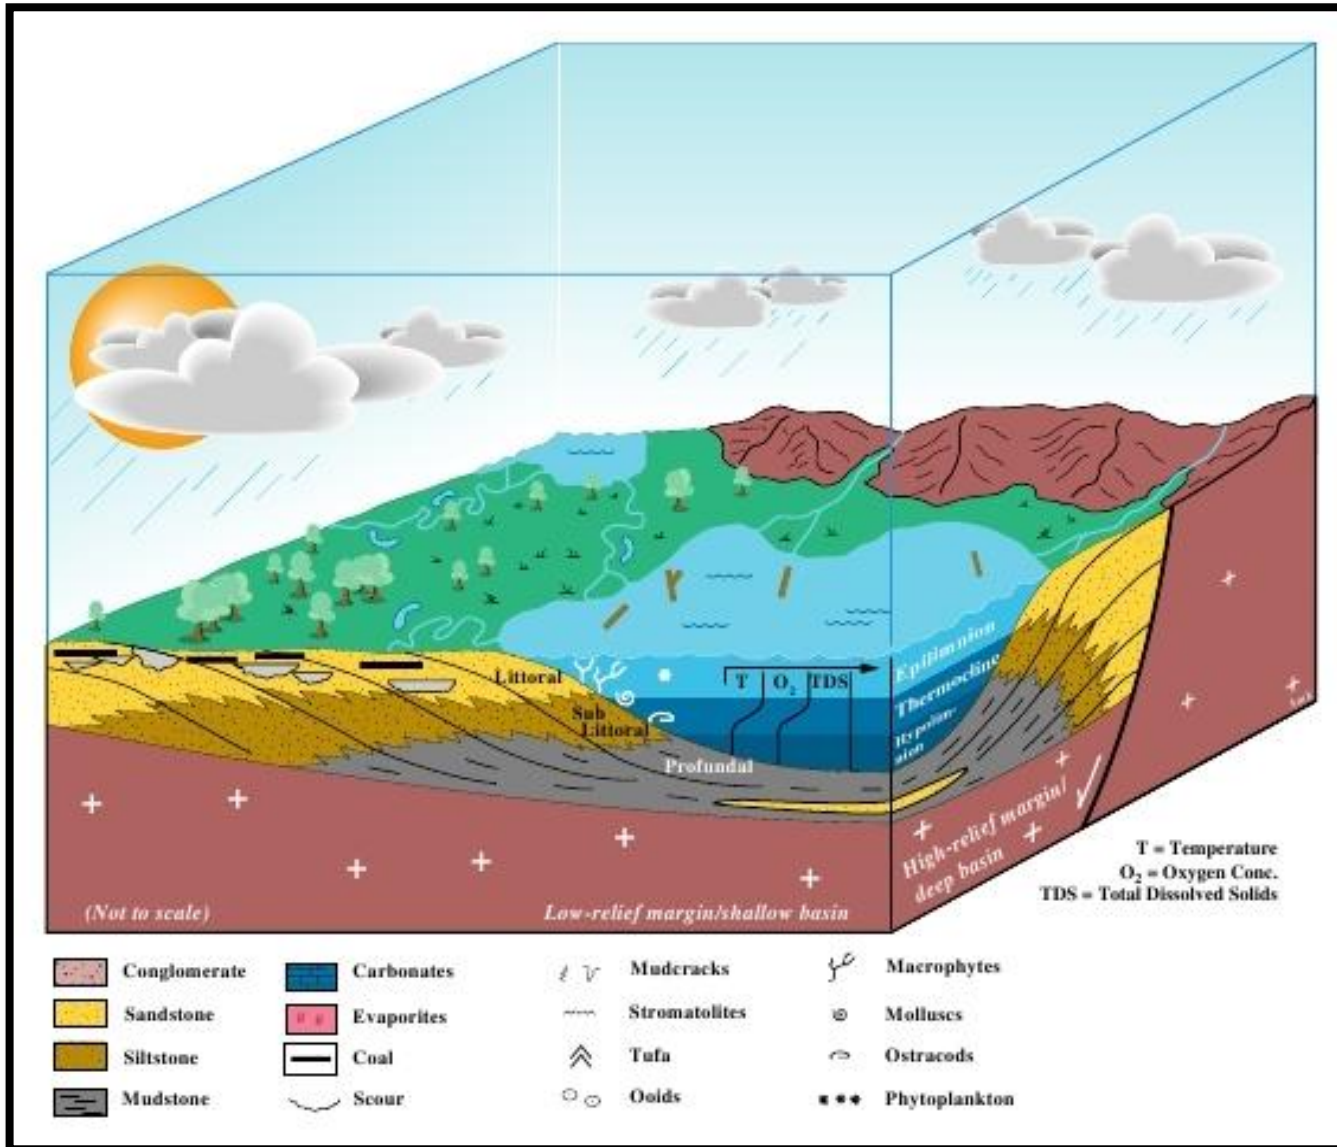 Epilimnion
Littoral
T O₂ TDS
Thermocline
Sub
Littoral
Hypolim-
nion
Profundal
High-relief margin/
deep basin
(Not to scale)
Low-relief margin/shallow basin
T = Temperature
O₂ = Oxygen Conc.
TDS = Total Dissolved Solids
Conglomerate
Carbonates
Mudcracks
Macrophytes
Sandstone
Evaporites
Stromatolites
Molluscs
Siltstone
Coal
Tufa
Ostracods
Mudstone
Scour
Ooids
Phytoplankton